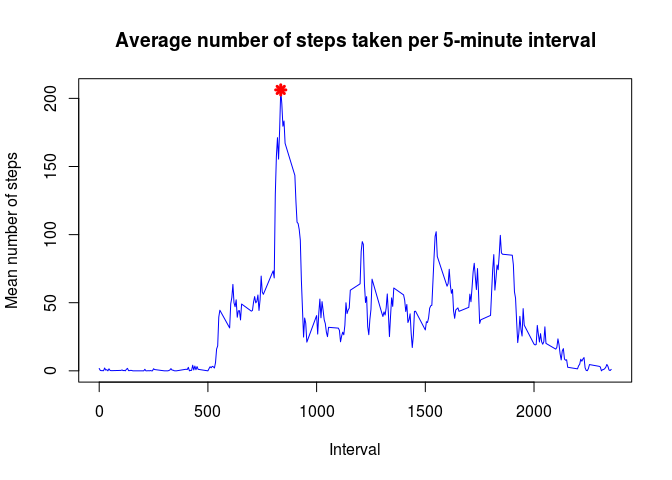 Average number of steps taken per 5-minute interval
Mean number of steps
200
150
100
50
0
0 500 1000 1500 2000
Interval